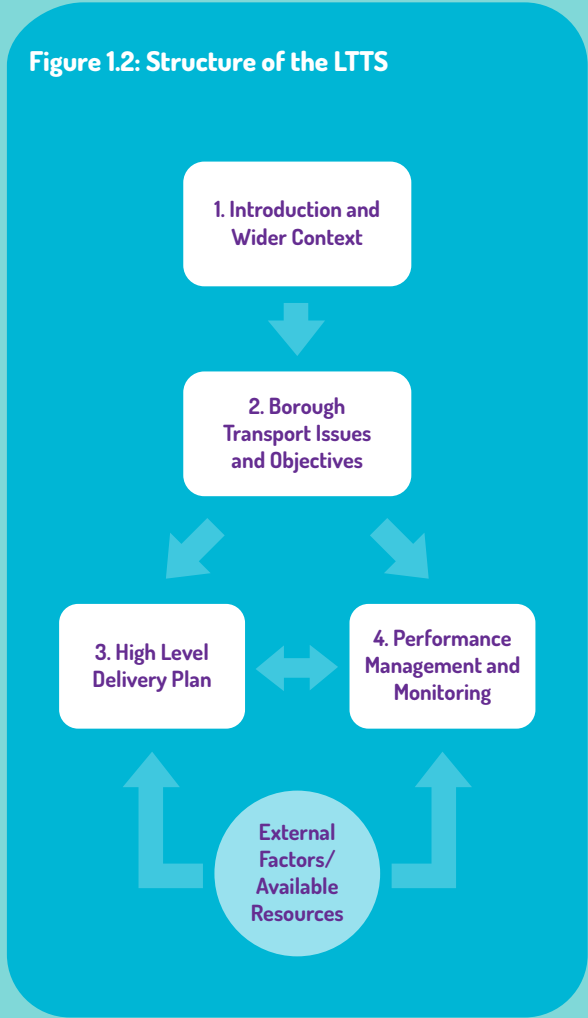 Figure 1.2: Structure of the LTTS
1. Introduction and
Wider Context
2. Borough
Transport Issues
and Objectives
3. High Level
Delivery Plan
4. Performance
Management and
Monitoring
External
Factors/
Available
Resources